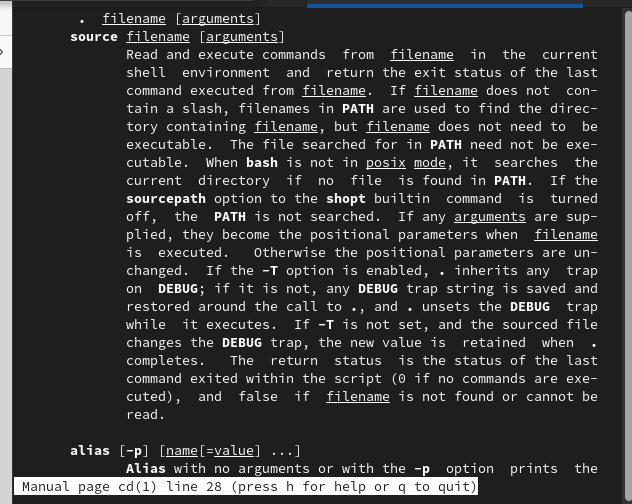 . filename [arguments]
source filename [arguments]
Read and execute commands from filename in the current
shell environment and return the exit status of the last
command executed from filename. If filename does not con–
tain a slash, filenames in PATH are used to find the direc–
tory containing filename, but filename does not need to be
executable. The file searched for in PATH need not be exe–
cutable. When bash is not in posix mode, it searches the
current directory if no file is found in PATH. If the
sourcepath option to the shopt builtin command is turned
off, the PATH is not searched. If any arguments are sup–
plied, they become the positional parameters when filename
is executed. Otherwise the positional parameters are un–
changed. If the –T option is enabled, . inherits any trap
on DEBUG; if it is not, any DEBUG trap string is saved and
restored around the call to ., and . unsets the DEBUG trap
while it executes. If –T is not set, and the sourced file
changes the DEBUG trap, the new value is retained when .
completes. The return status is the status of the last
command exited within the script (0 if no commands are exe–
cuted), and false if filename is not found or cannot be
read.
alias [–p] [name[=value] ...]
Alias with no arguments or with the –p option prints the
Manual page cd(1) line 28 (press h for help or q to quit)